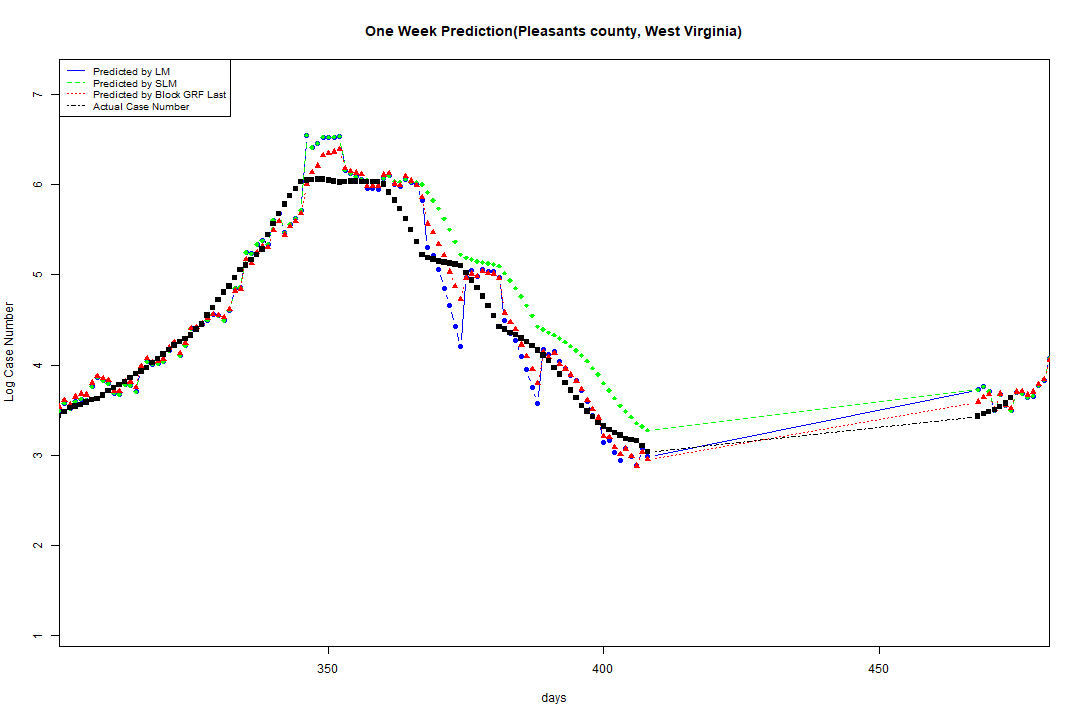 One Week Prediction(Pleasants county, West Virginia)
Predicted by LM
Predicted by SLM
Predicted by Block GRF Last
Actual Case Number
Log Case Number
7
6
5
4
3
2
1
350
400
450
days